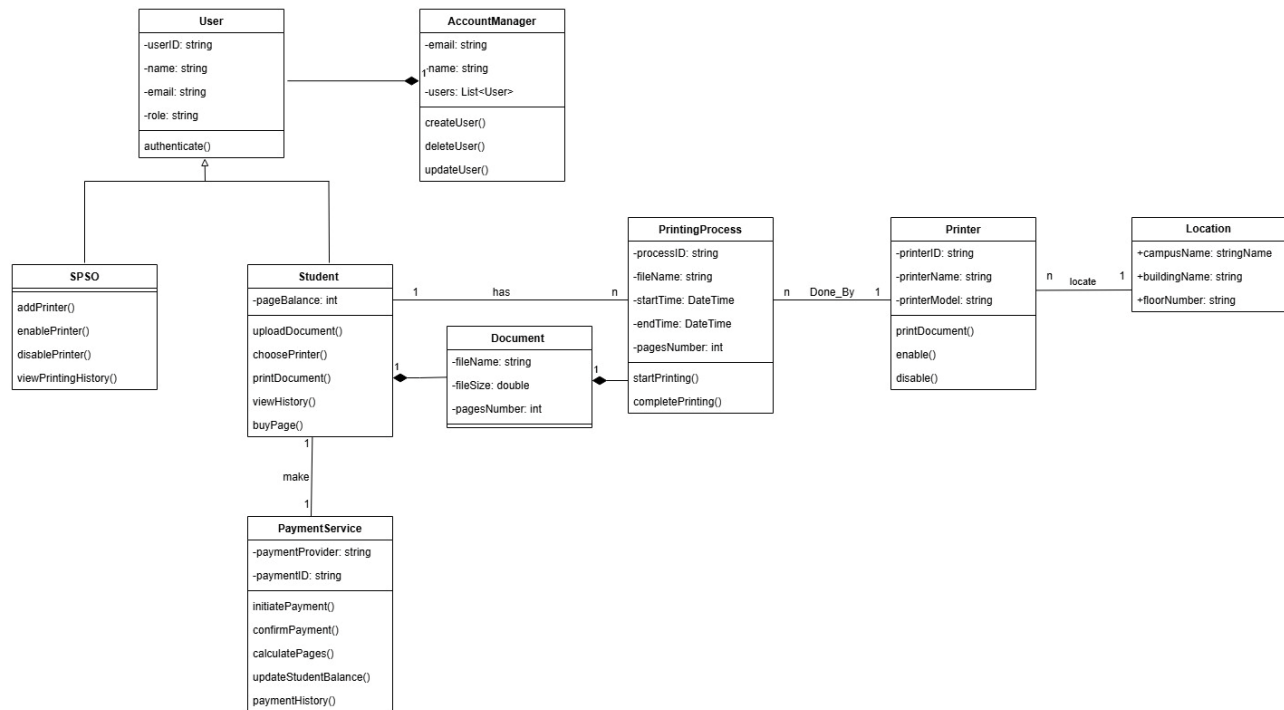 User
-userID: string
-name: string
-email: string
-role: string
authenticate()
AccountManager
-email: string
-name: string
-users: List<User>
createUser()
deleteUser()
updateUser()
1
SPSO
addPrinter()
enablePrinter()
disablePrinter()
viewPrintingHistory()
Student
-pageBalance: int
uploadDocument()
choosePrinter()
printDocument()
viewHistory()
buyPage()
1
has
n
1
Document
-fileName: string
-fileSize: double
-pagesNumber: int
1
PrintingProcess
-processID: string
-fileName: string
-startTime: DateTime
-endTime: DateTime
-pagesNumber: int
startPrinting()
completePrinting()
n
Done_By
1
Printer
-printerID: string
-printerName: string
-printerModel: string
printDocument()
enable()
disable()
n
locate
1
Location
+campusName: stringName
+buildingName: string
+floorNumber: string
1
make
1
PaymentService
-paymentProvider: string
-paymentID: string
initiatePayment()
confirmPayment()
calculatePages()
updateStudentBalance()
paymentHistory()